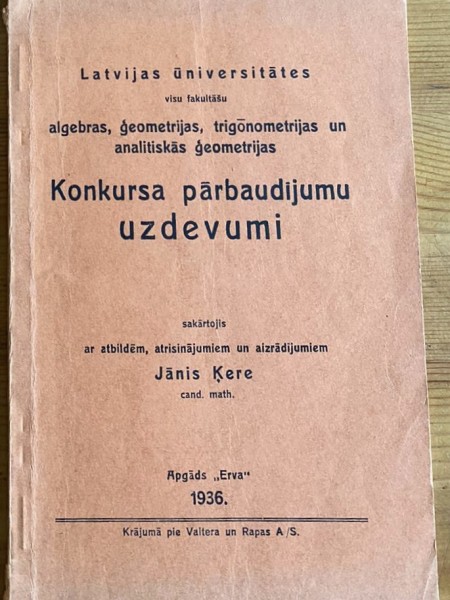 Latvijas ūniversitātes
visu fakultāšu
algebras, ģeometrijas, trigōnometrijas un
analitiskās ģeometrijas
Konkursa pārbaudījumu
uzdevumi
sakārtojis
ar atbildēm, atrisinājumiem un aizrādījumiem
Jānis Ķere
cand. math.
Apgāds „Erva“
1936.
Krājumā pie Valtera un Rapas A/S.